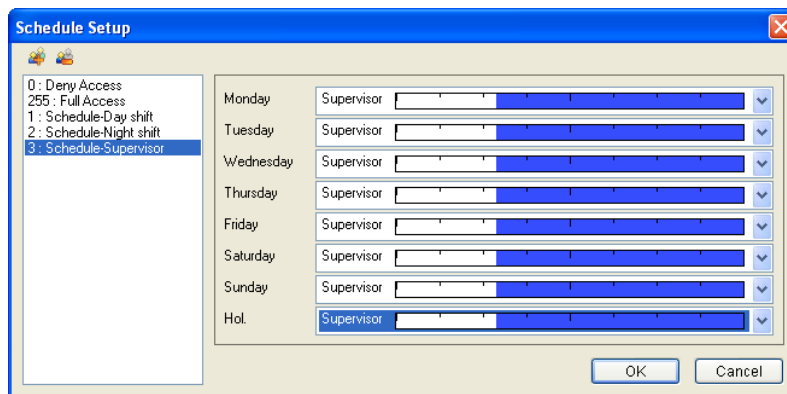 Schedule Setup
0 : Deny Access
255 : Full Access
1 : Schedule-Day shift
2 : Schedule-Night shift
3 : Schedule-Supervisor
Monday Supervisor
Tuesday Supervisor
Wednesday Supervisor
Thursday Supervisor
Friday Supervisor
Saturday Supervisor
Sunday Supervisor
Hol. Supervisor
OK Cancel